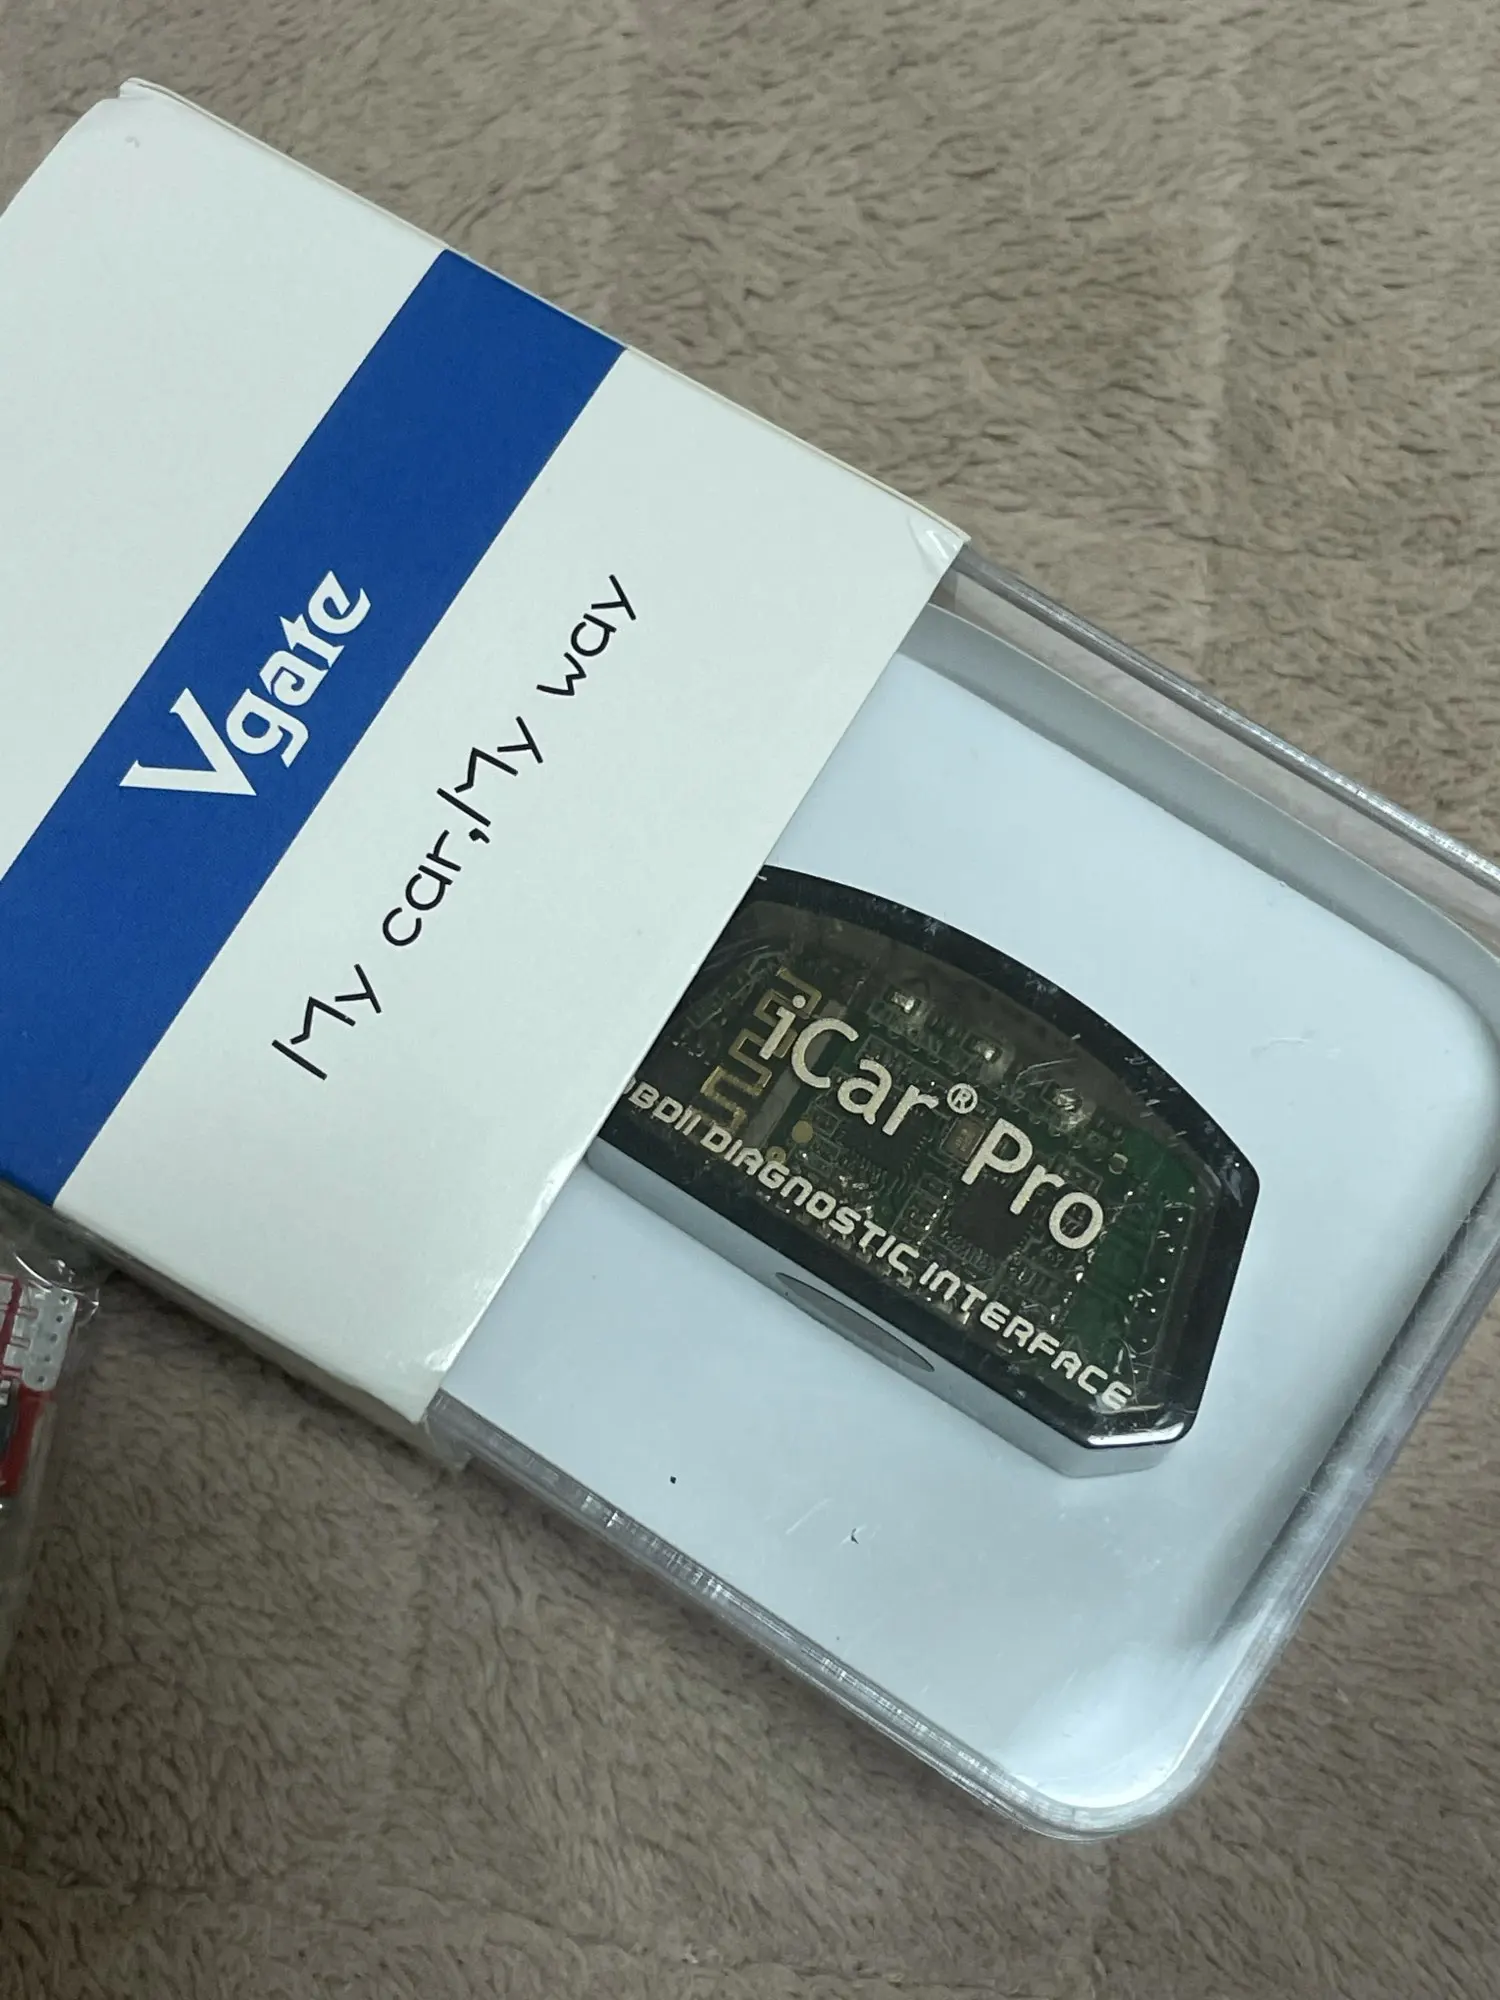 Vgate
My car,My way
iCar® Pro
OBDII DIAGNOSTIC INTERFACE